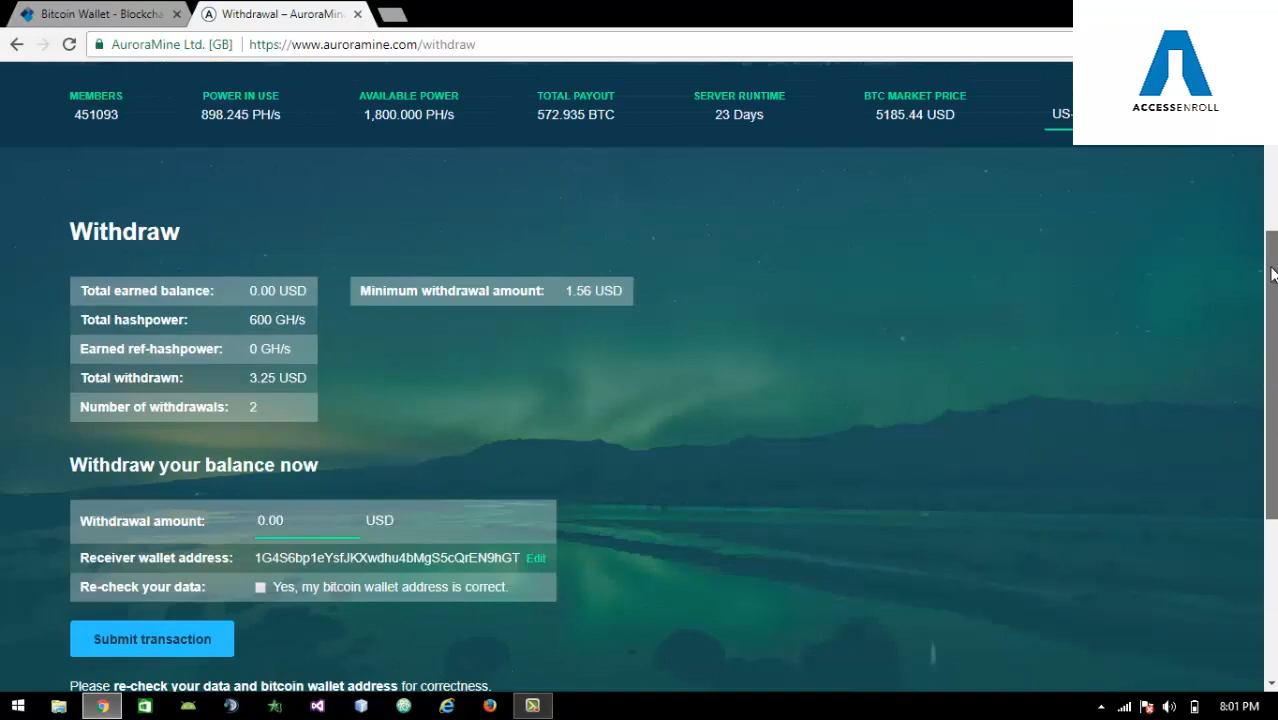 Bitcoin Wallet - Blockcha
Withdrawal – AuroraMin
AuroraMine Ltd. [GB]
https://www.auroramine.com/withdraw
ACCESSENROLL
MEMBERS
451093
POWER IN USE
898.245 PH/s
AVAILABLE POWER
1,800.000 PH/s
TOTAL PAYOUT
572.935 BTC
SERVER RUNTIME
23 Days
BTC MARKET PRICE
5185.44 USD
US-
Withdraw
Total earned balance: 0.00 USD
Total hashpower: 600 GH/s
Earned ref-hashpower: 0 GH/s
Total withdrawn: 3.25 USD
Number of withdrawals: 2
Minimum withdrawal amount: 1.56 USD
Withdraw your balance now
Withdrawal amount: 0.00 USD
Receiver wallet address: 1G4S6bp1eYsfJKXwdhu4bMgS5cQrEN9hGT Edit
Re-check your data: Yes, my bitcoin wallet address is correct.
Submit transaction
Please re-check your data and bitcoin wallet address for correctness.
8:01 PM